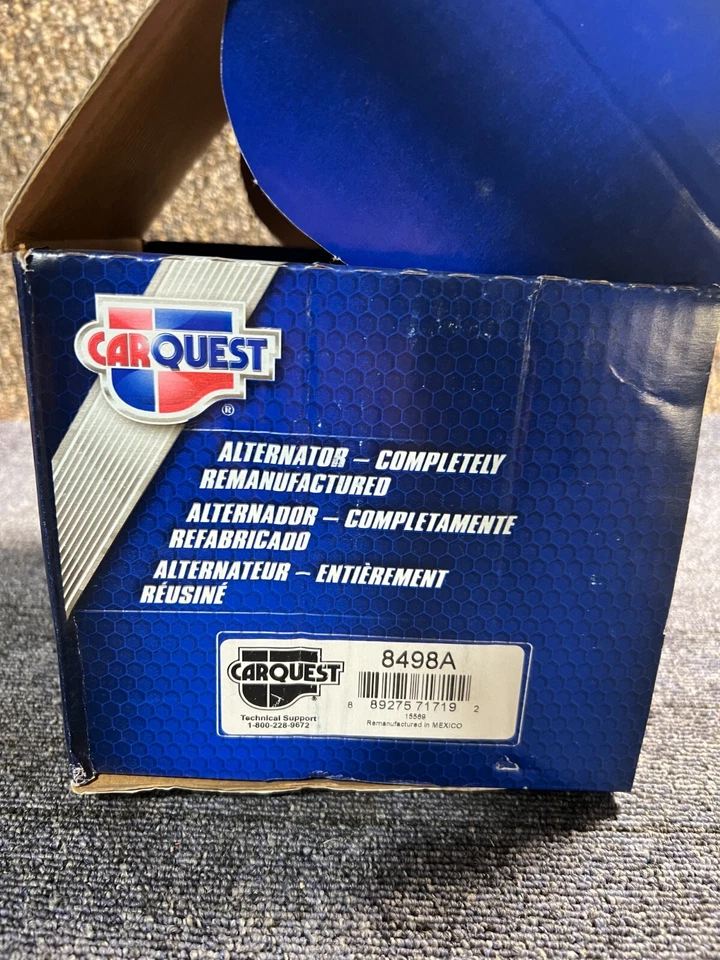 CARQUEST
®
ALTERNATOR – COMPLETELY
REMANUFACTURED
ALTERNADOR – COMPLETAMENTE
REFABRICADO
ALTERNATEUR – ENTIÈREMENT
RÉUSINÉ
CARQUEST®
Technical Support
1-800-228-9672
8498A
8 89275 71719 2
15589
Remanufactured in MEXICO